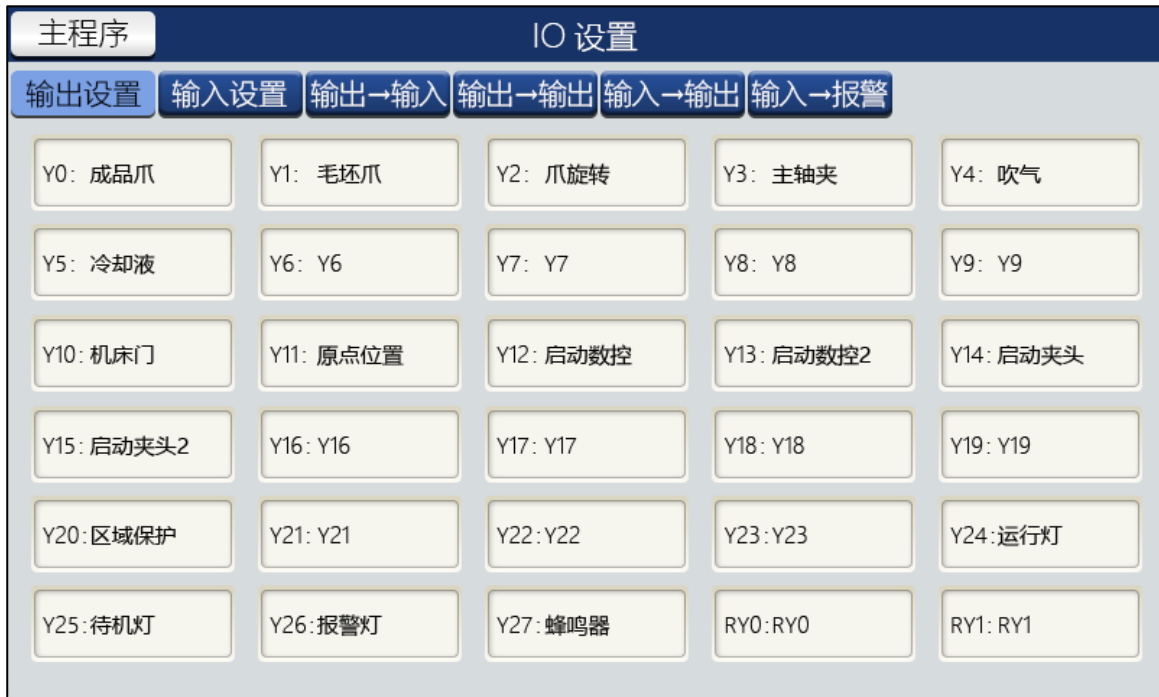 主程序 IO 设置
输出设置 输入设置 输出→输入 输出→输出 输入→输出 输入→报警
Y0: 成品爪 Y1: 毛坯爪 Y2: 爪旋转 Y3: 主轴夹 Y4: 吹气
Y5: 冷却液 Y6: Y6 Y7: Y7 Y8: Y8 Y9: Y9
Y10: 机床门 Y11: 原点位置 Y12: 启动数控 Y13: 启动数控2 Y14: 启动夹头
Y15: 启动夹头2 Y16: Y16 Y17: Y17 Y18: Y18 Y19: Y19
Y20:区域保护 Y21: Y21 Y22:Y22 Y23:Y23 Y24:运行灯
Y25:待机灯 Y26:报警灯 Y27:蜂鸣器 RY0:RY0 RY1: RY1